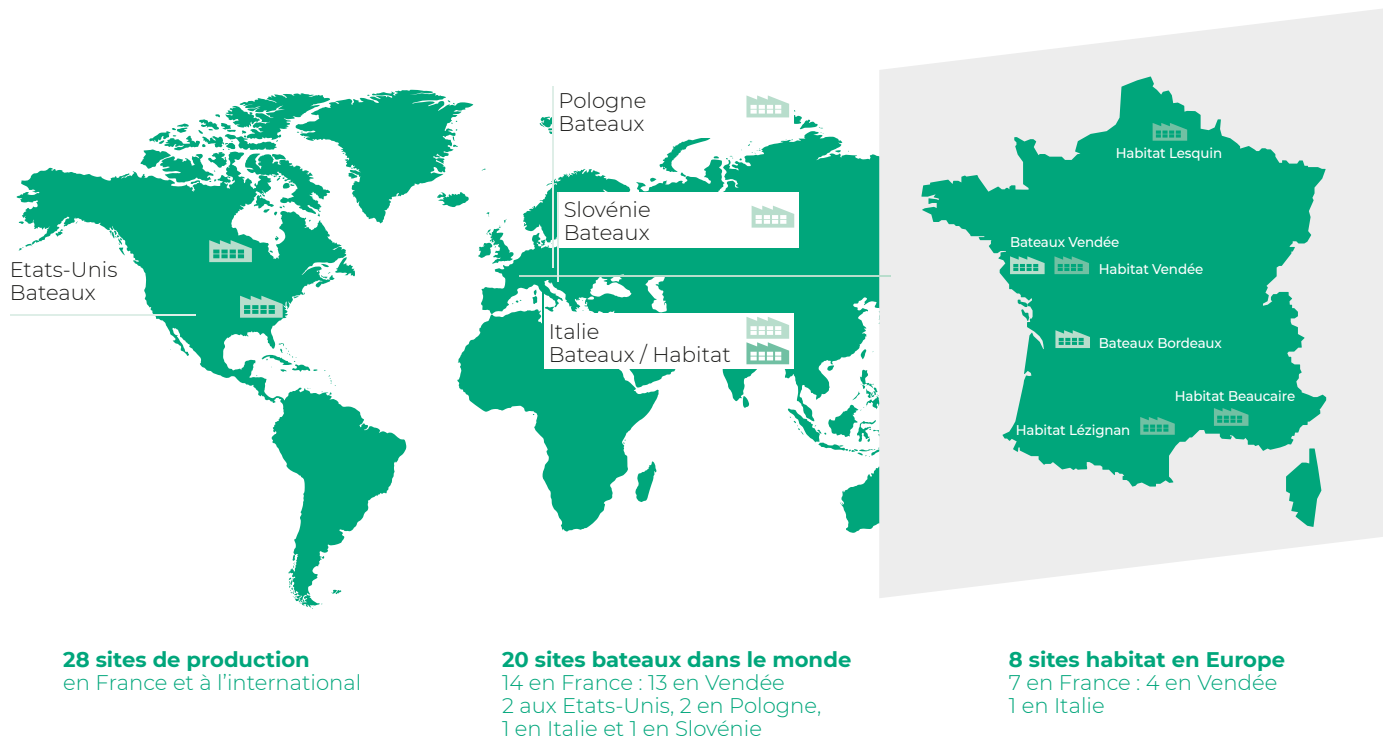 Pologne
Bateaux
Slovénie
Bateaux
Etats-Unis
Bateaux
Italie
Bateaux / Habitat
Habitat Lesquin
Bateaux Vendée
Habitat Vendée
Bateaux Bordeaux
Habitat Beaucaire
Habitat Lézignan
28 sites de production
en France et à l’international
20 sites bateaux dans le monde
14 en France : 13 en Vendée
2 aux Etats-Unis, 2 en Pologne,
1 en Italie et 1 en Slovénie
8 sites habitat en Europe
7 en France : 4 en Vendée
1 en Italie